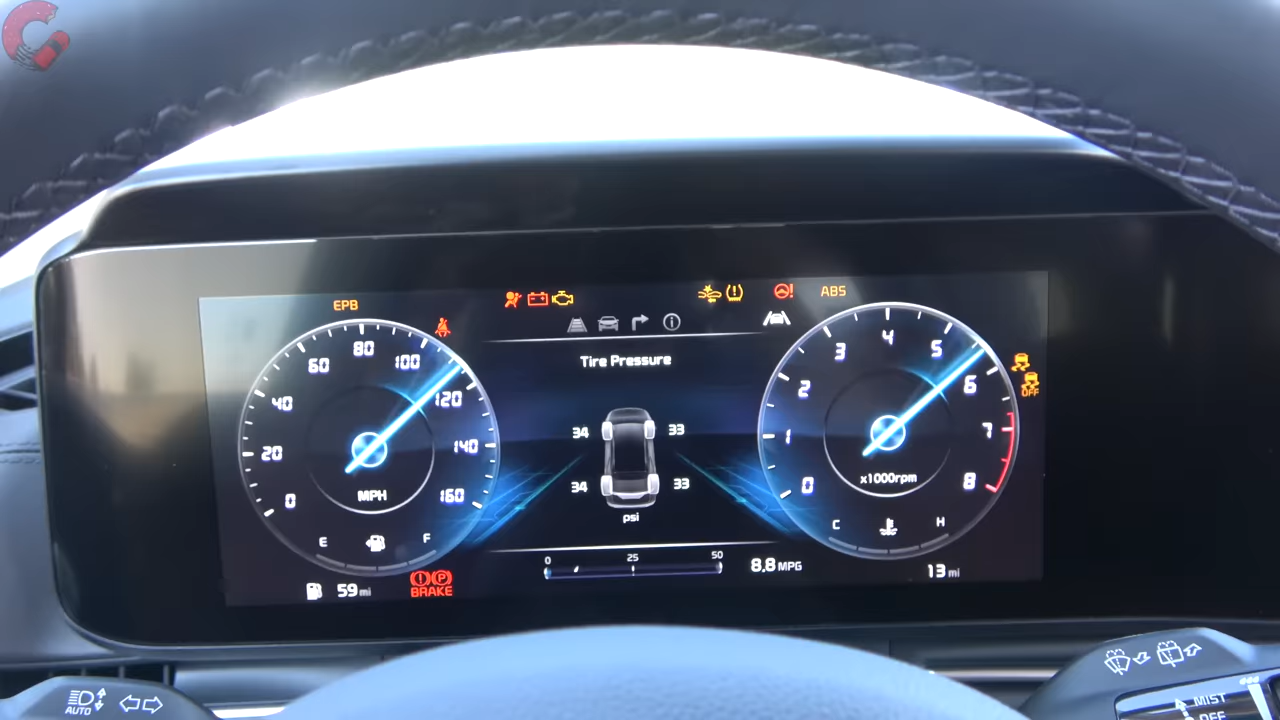 EPB
ABS
OFF
Tire Pressure
0
20
40
60
80
100
120
140
160
MPH
E
F
59 mi
BRAKE
34
33
34
33
psi
0
25
50
8.8 MPG
0
1
2
3
4
5
6
7
8
x1000rpm
C
H
13 mi
AUTO
MIST
OFF